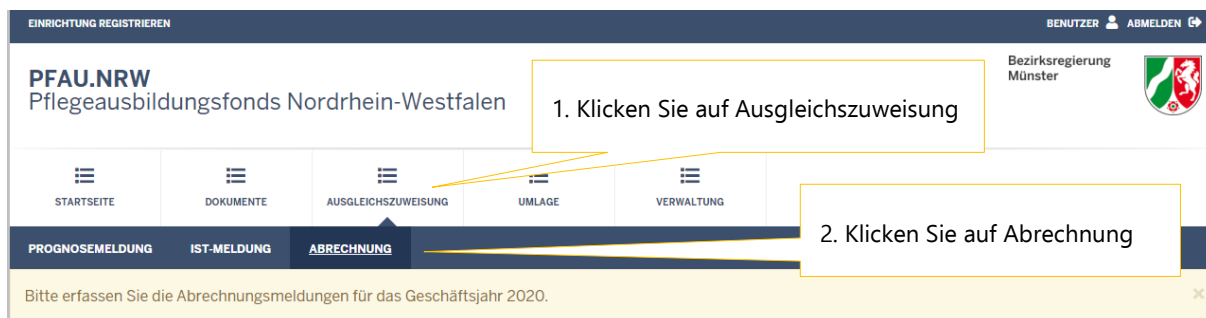 EINRICHTUNG REGISTRIEREN
BENUTZER ABMELDEN
PFAU.NRW
Pflegeausbildungsfonds Nordrhein-Westfalen
Bezirksregierung
Münster
1. Klicken Sie auf Ausgleichszuweisung
STARTSEITE
DOKUMENTE
AUSGLEICHSZUWEISUNG
UMLAGE
VERWALTUNG
2. Klicken Sie auf Abrechnung
PROGNOSEMELDUNG
IST-MELDUNG
ABRECHNUNG
Bitte erfassen Sie die Abrechnungsmeldungen für das Geschäftsjahr 2020.
×